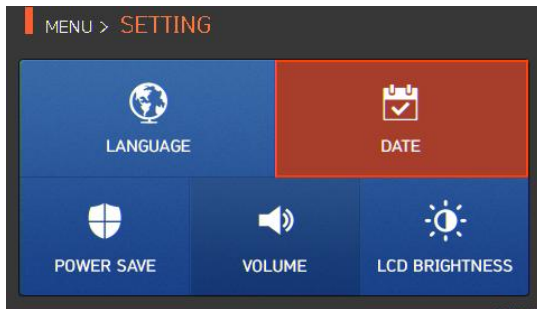 MENU > SETTING
LANGUAGE
DATE
POWER SAVE
VOLUME
LCD BRIGHTNESS